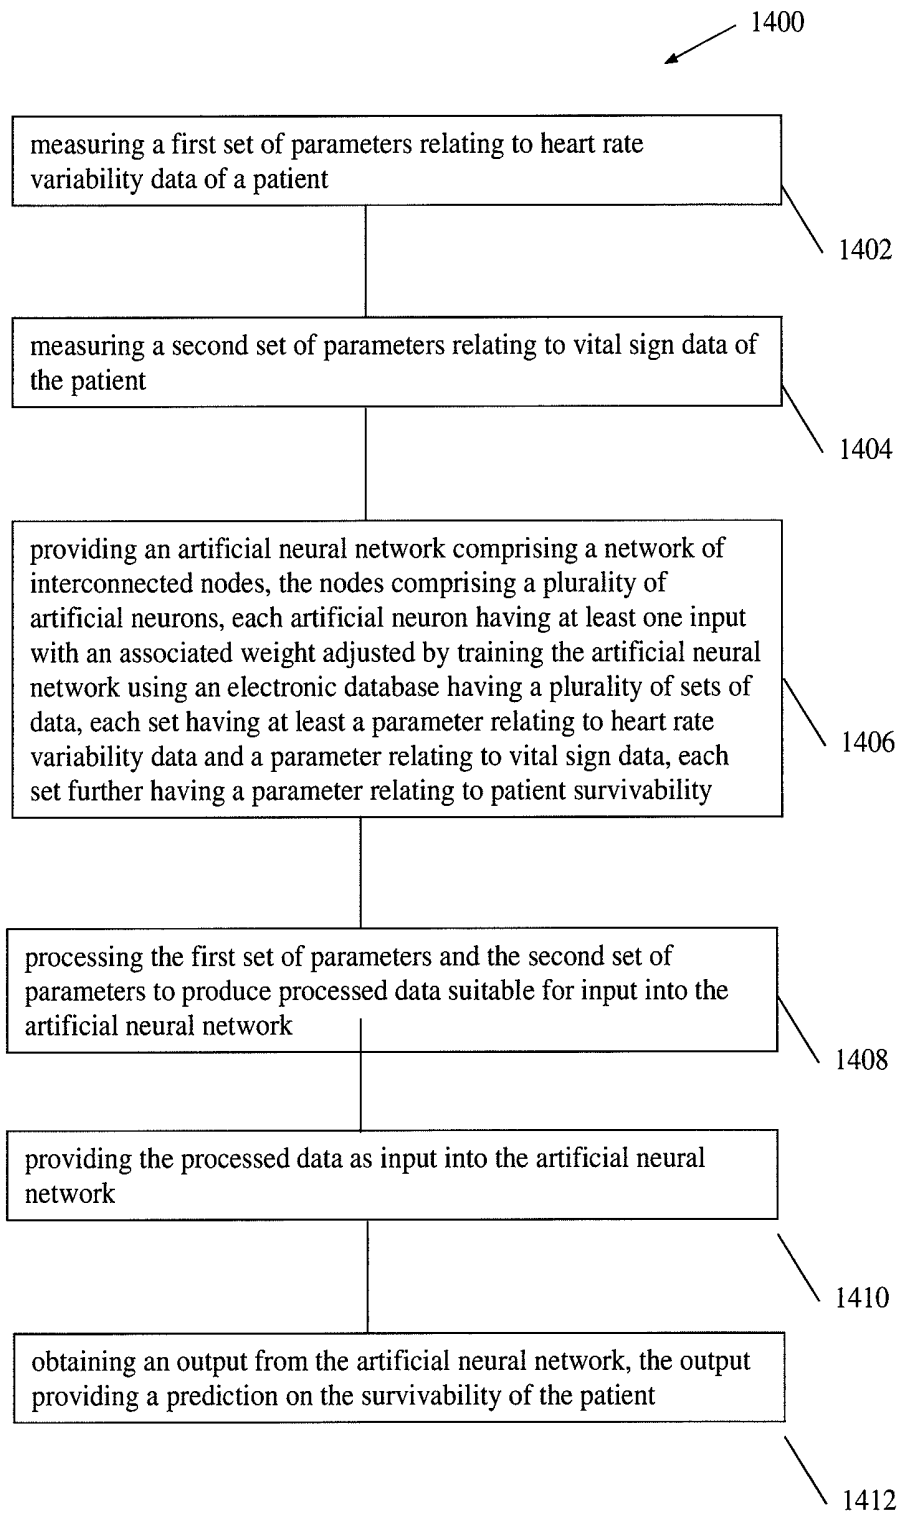 1400
measuring a first set of parameters relating to heart rate
variability data of a patient
1402
measuring a second set of parameters relating to vital sign data of
the patient
1404
providing an artificial neural network comprising a network of
interconnected nodes, the nodes comprising a plurality of
artificial neurons, each artificial neuron having at least one input
with an associated weight adjusted by training the artificial neural
network using an electronic database having a plurality of sets of
data, each set having at least a parameter relating to heart rate
variability data and a parameter relating to vital sign data, each
set further having a parameter relating to patient survivability
1406
processing the first set of parameters and the second set of
parameters to produce processed data suitable for input into the
artificial neural network
1408
providing the processed data as input into the artificial neural
network
1410
obtaining an output from the artificial neural network, the output
providing a prediction on the survivability of the patient
1412